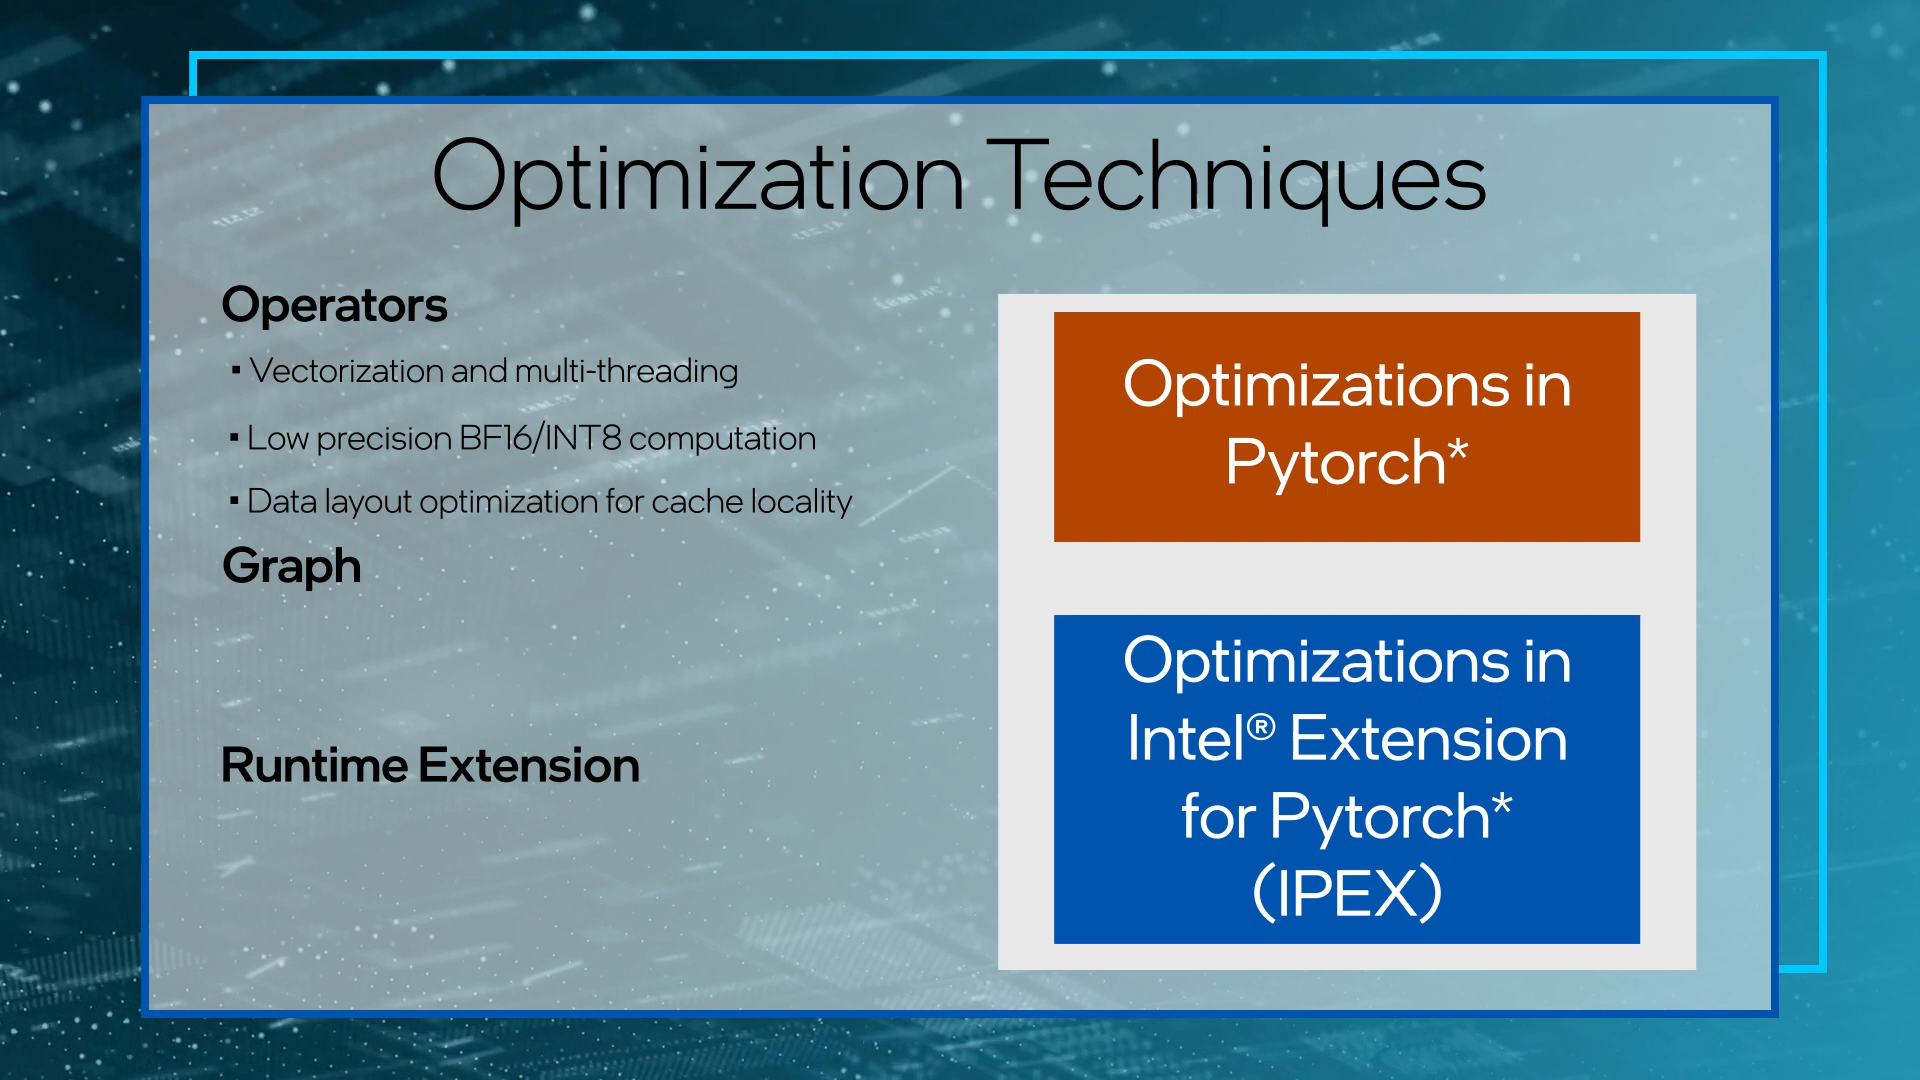 Optimization Techniques
Operators
▪ Vectorization and multi-threading
▪ Low precision BF16/INT8 computation
▪ Data layout optimization for cache locality
Graph
Runtime Extension
Optimizations in
Pytorch*
Optimizations in
Intel® Extension
for Pytorch*
(IPEX)